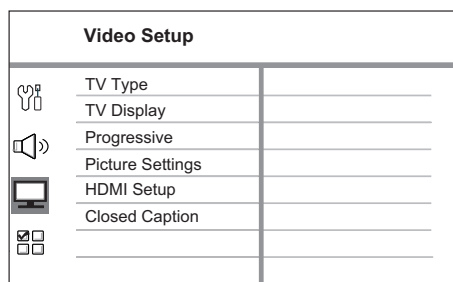 Video Setup
TV Type
TV Display
Progressive
Picture Settings
HDMI Setup
Closed Caption